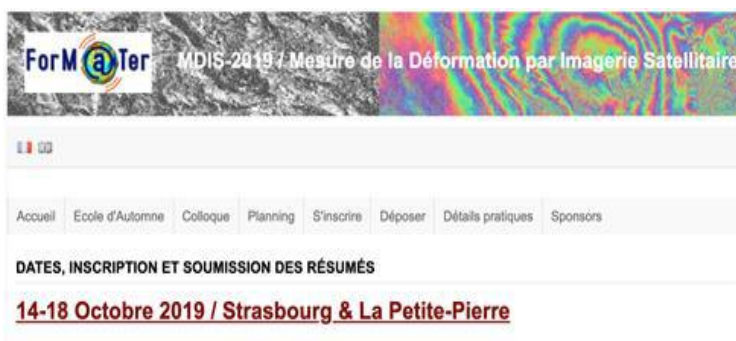 ForM@Ter
MDIS-2019 / Mesure de la Déformation par Imagerie Satellitaire
Accueil Ecole d'Automne Colloque Planning S'inscrire Déposer Détails pratiques Sponsors
DATES, INSCRIPTION ET SOUMISSION DES RÉSUMÉS
14-18 Octobre 2019 / Strasbourg & La Petite-Pierre